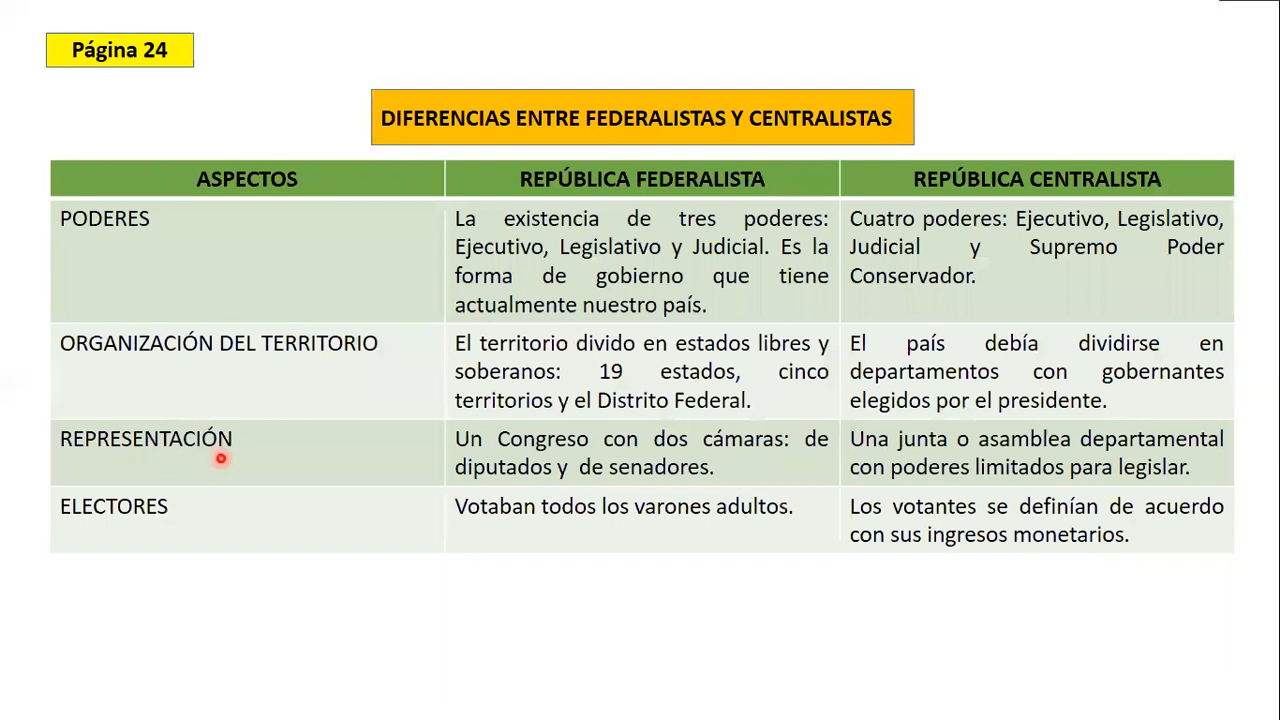 Página 24
DIFERENCIAS ENTRE FEDERALISTAS Y CENTRALISTAS
ASPECTOS
REPÚBLICA FEDERALISTA
REPÚBLICA CENTRALISTA
PODERES
La existencia de tres poderes:
Ejecutivo, Legislativo y Judicial. Es la
forma de gobierno que tiene
actualmente nuestro país.
Cuatro poderes: Ejecutivo, Legislativo,
Judicial y Supremo Poder
Conservador.
ORGANIZACIÓN DEL TERRITORIO
El territorio divido en estados libres y
soberanos: 19 estados, cinco
territorios y el Distrito Federal.
El país debía dividirse en
departamentos con gobernantes
elegidos por el presidente.
REPRESENTACIÓN
Un Congreso con dos cámaras: de
diputados y de senadores.
Una junta o asamblea departamental
con poderes limitados para legislar.
ELECTORES
Votaban todos los varones adultos.
Los votantes se definían de acuerdo
con sus ingresos monetarios.